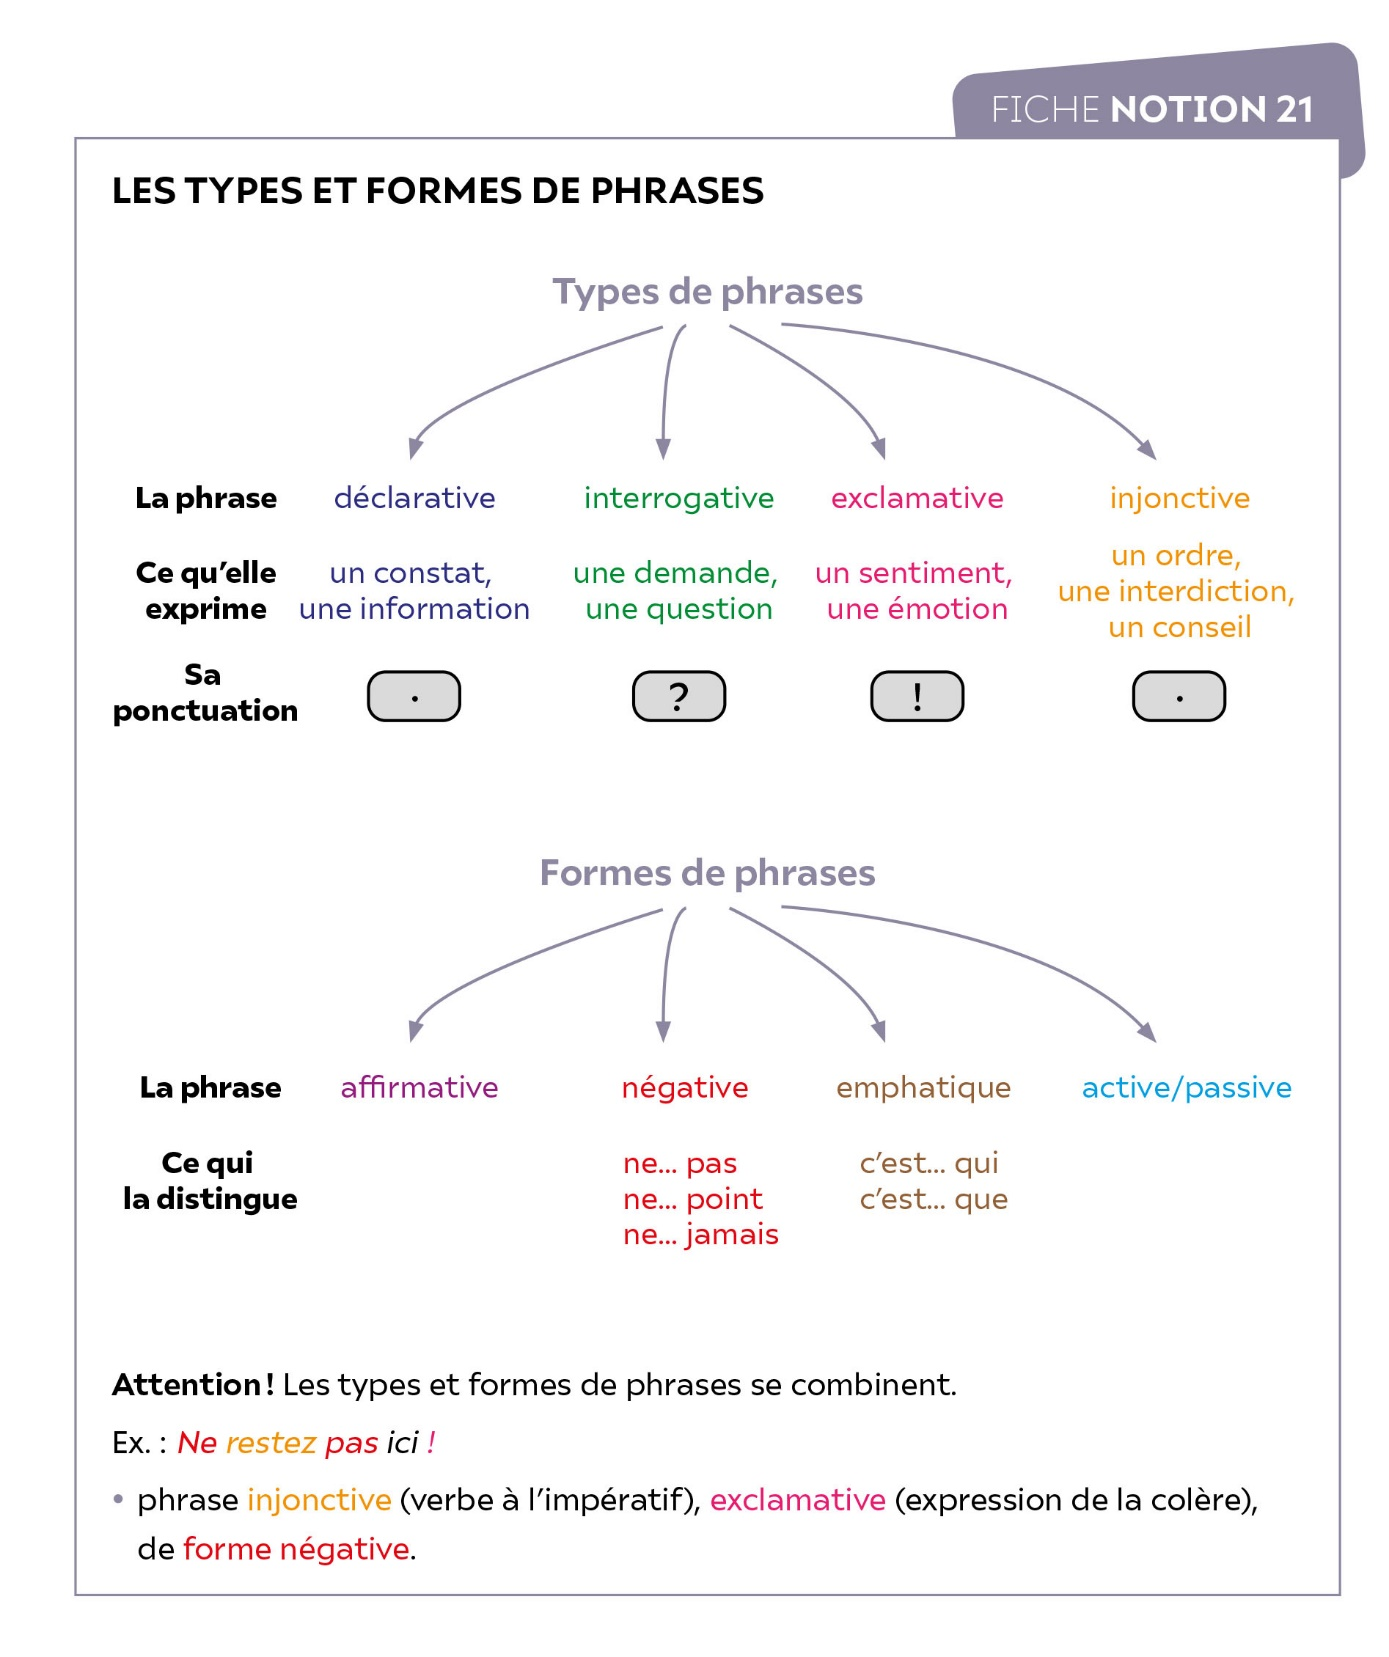 FICHE NOTION 21
LES TYPES ET FORMES DE PHRASES
Types de phrases
La phrase déclarative interrogative exclamative injonctive
Ce qu’elle exprime
un constat,
une information
une demande,
une question
un sentiment,
une émotion
un ordre,
une interdiction,
un conseil
Sa ponctuation
. ? ! .
Formes de phrases
La phrase affirmative négative emphatique active/passive
Ce qui
la distingue
ne... pas
ne... point
ne... jamais
c’est... qui
c’est... que
Attention ! Les types et formes de phrases se combinent.
Ex. : Ne restez pas ici !
• phrase injonctive (verbe à l’impératif), exclamative (expression de la colère),
de forme négative.